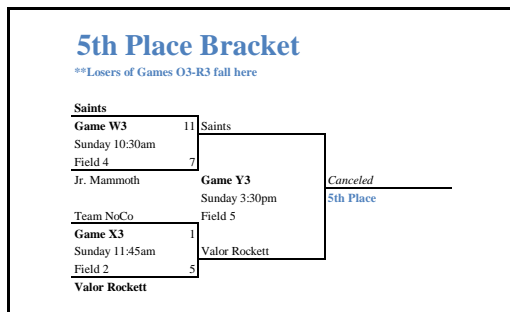 5th Place Bracket
**Losers of Games O3-R3 fall here
Saints
Game W3 11 Saints
Sunday 10:30am
Field 4 7
Jr. Mammoth Game Y3 Canceled
Sunday 3:30pm 5th Place
Team NoCo Field 5
Game X3 1
Sunday 11:45am Valor Rockett
Field 2 5
Valor Rockett